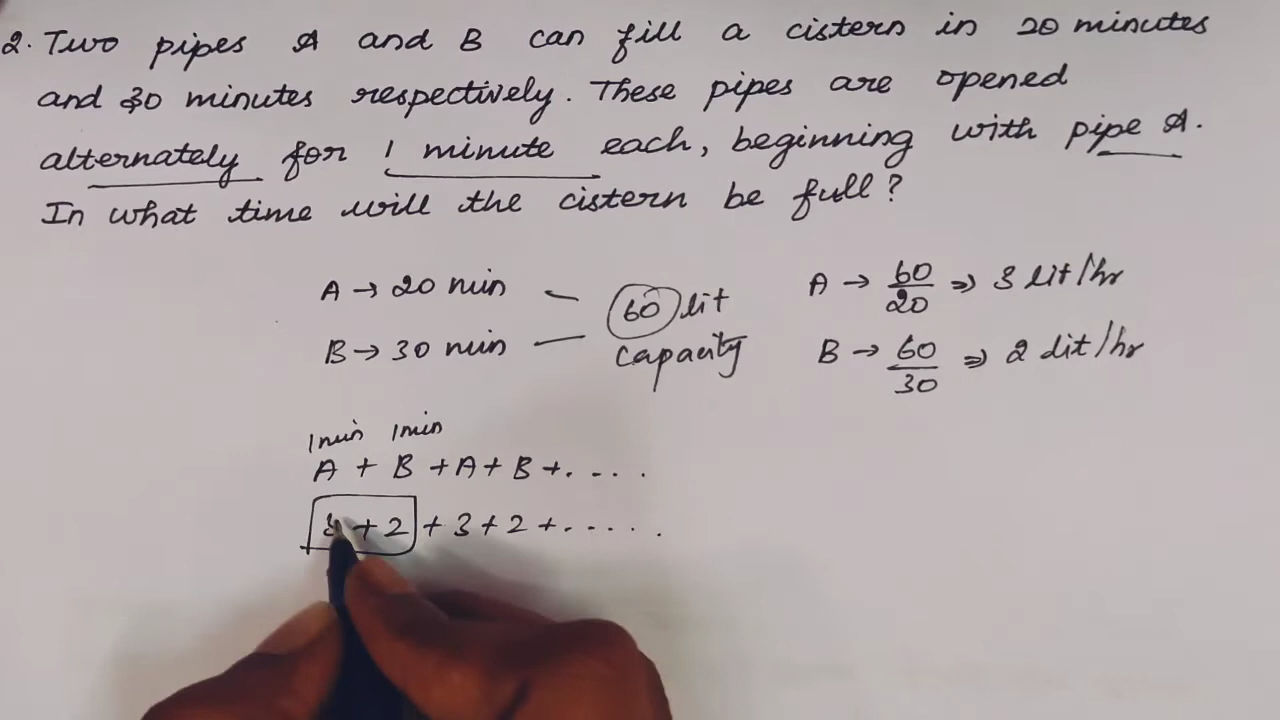 2. Two pipes A and B can fill a cistern in 20 minutes
and 30 minutes respectively. These pipes are opened
alternately for 1 minute each, beginning with pipe A.
In what time will the cistern be full?
A → 20 min
B → 30 min
60 lit
capacity
A → 60/20 => 3 lit/hr
B → 60/30 => 2 lit/hr
1min 1min
A + B + A + B + . . . .
3 + 2 + 3 + 2 + . . . . .